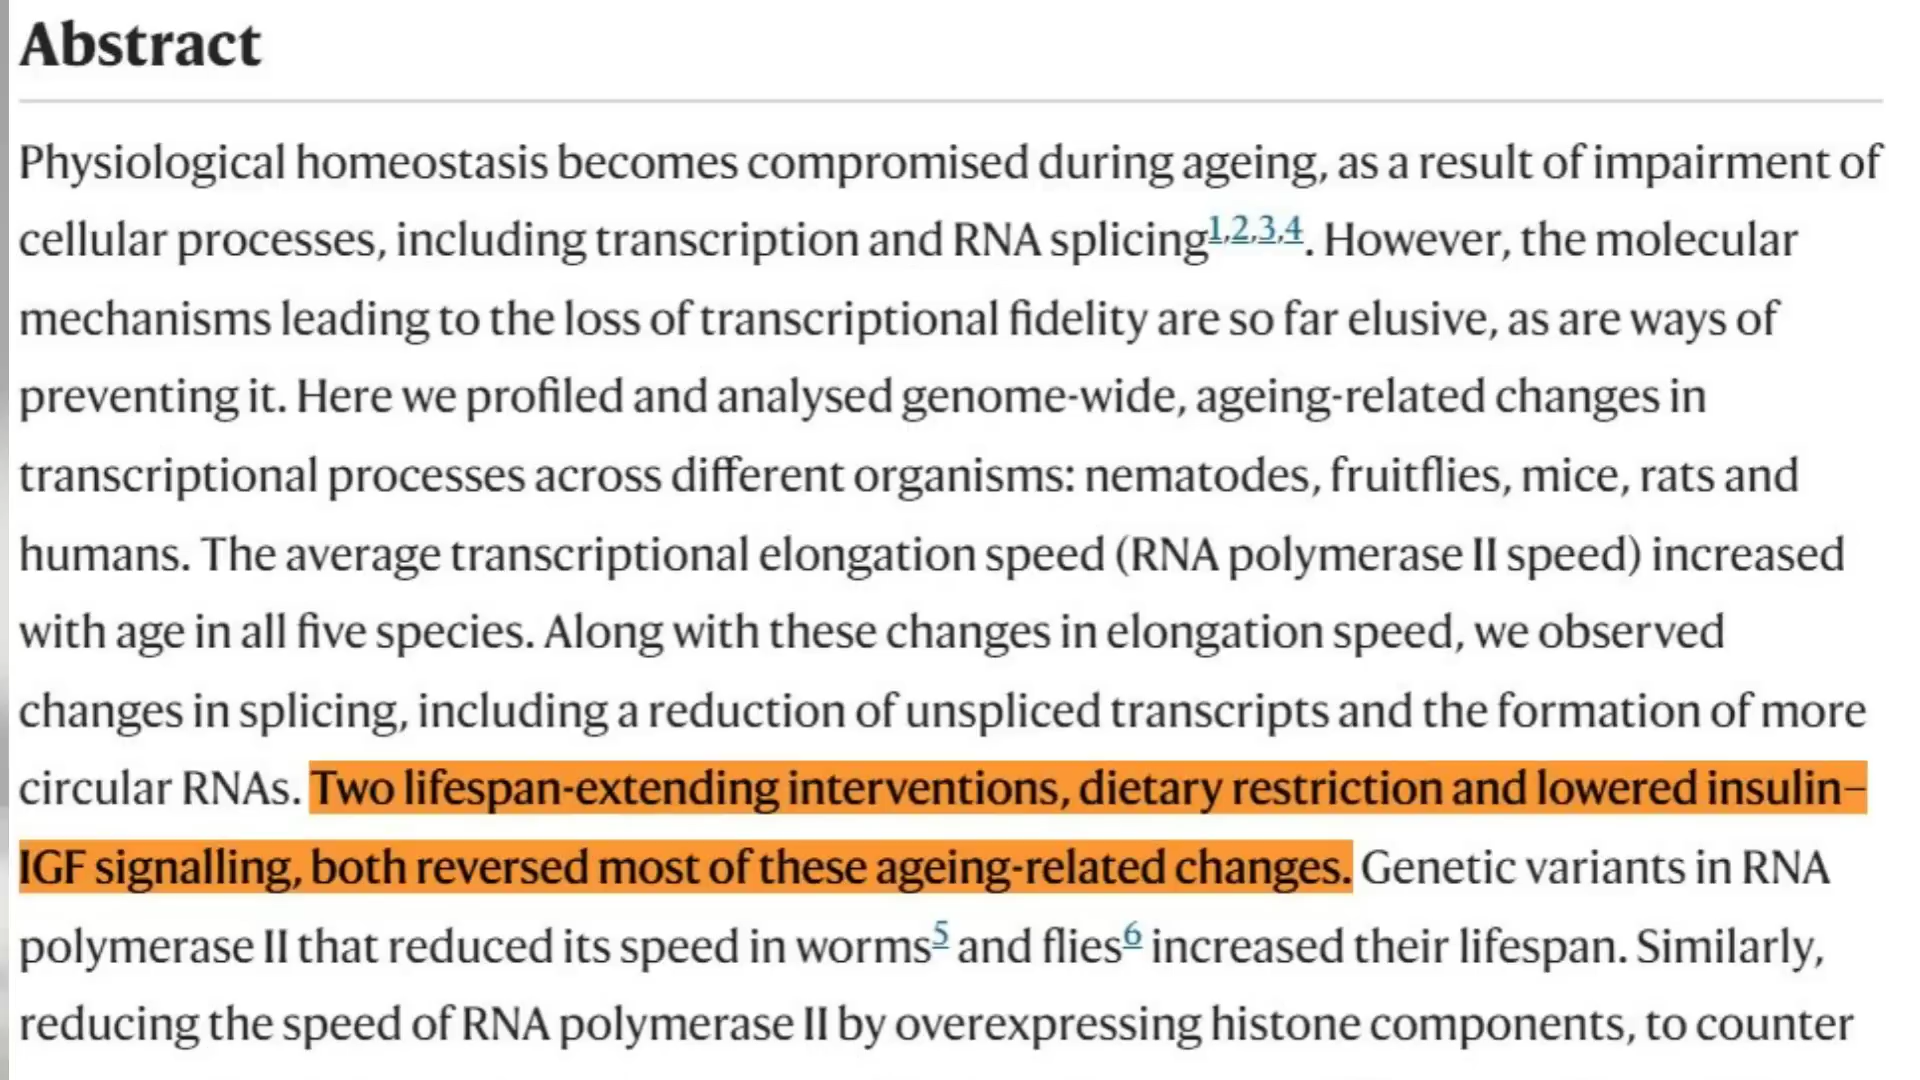 Abstract
Physiological homeostasis becomes compromised during ageing, as a result of impairment of
cellular processes, including transcription and RNA splicing1,2,3,4. However, the molecular
mechanisms leading to the loss of transcriptional fidelity are so far elusive, as are ways of
preventing it. Here we profiled and analysed genome-wide, ageing-related changes in
transcriptional processes across different organisms: nematodes, fruitflies, mice, rats and
humans. The average transcriptional elongation speed (RNA polymerase II speed) increased
with age in all five species. Along with these changes in elongation speed, we observed
changes in splicing, including a reduction of unspliced transcripts and the formation of more
circular RNAs. Two lifespan-extending interventions, dietary restriction and lowered insulin–
IGF signalling, both reversed most of these ageing-related changes. Genetic variants in RNA
polymerase II that reduced its speed in worms5 and flies6 increased their lifespan. Similarly,
reducing the speed of RNA polymerase II by overexpressing histone components, to counter